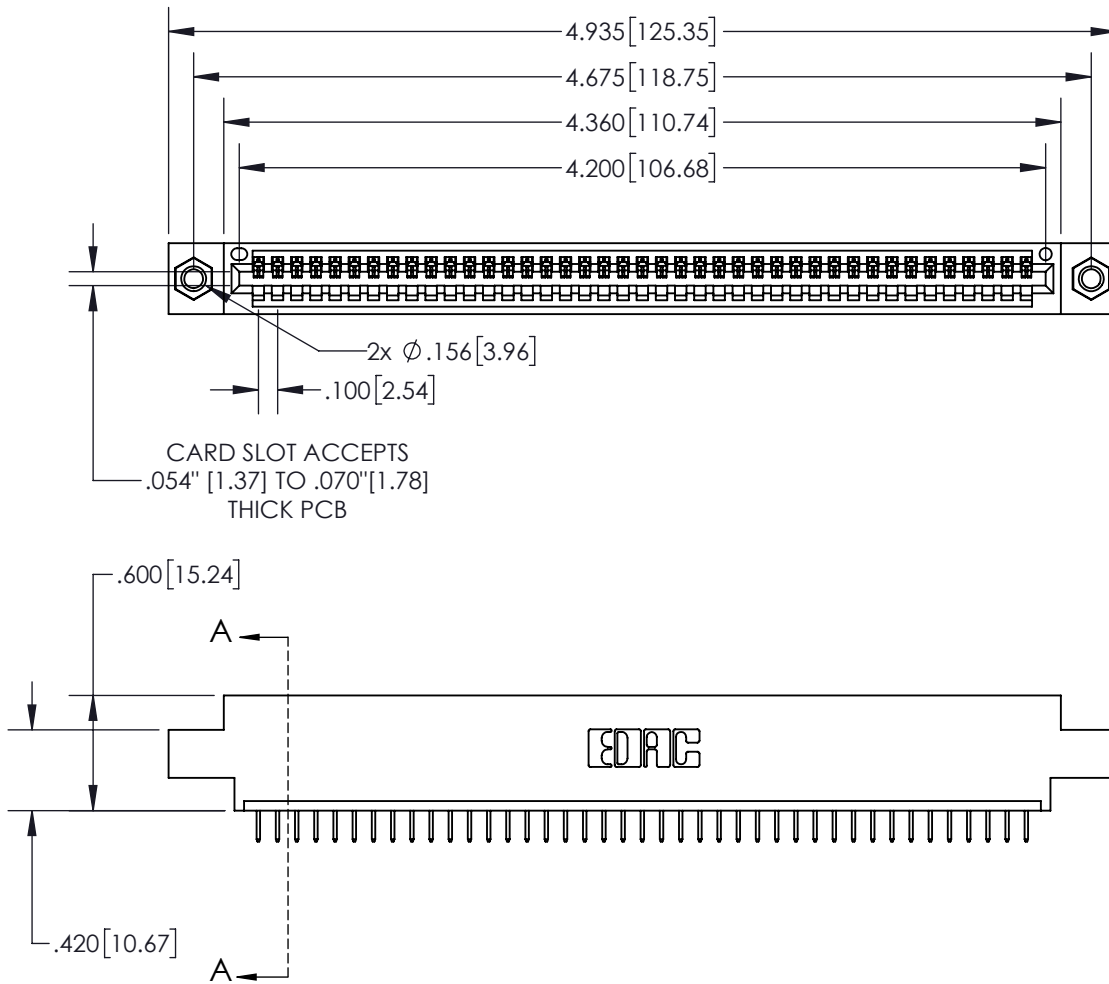 4.935[125.35]
4.675[118.75]
4.360[110.74]
4.200[106.68]
2x Ø.156[3.96]
.100[2.54]
CARD SLOT ACCEPTS
.054" [1.37] TO .070"[1.78]
THICK PCB
.600[15.24]
A
EDAC
.420[10.67]
A